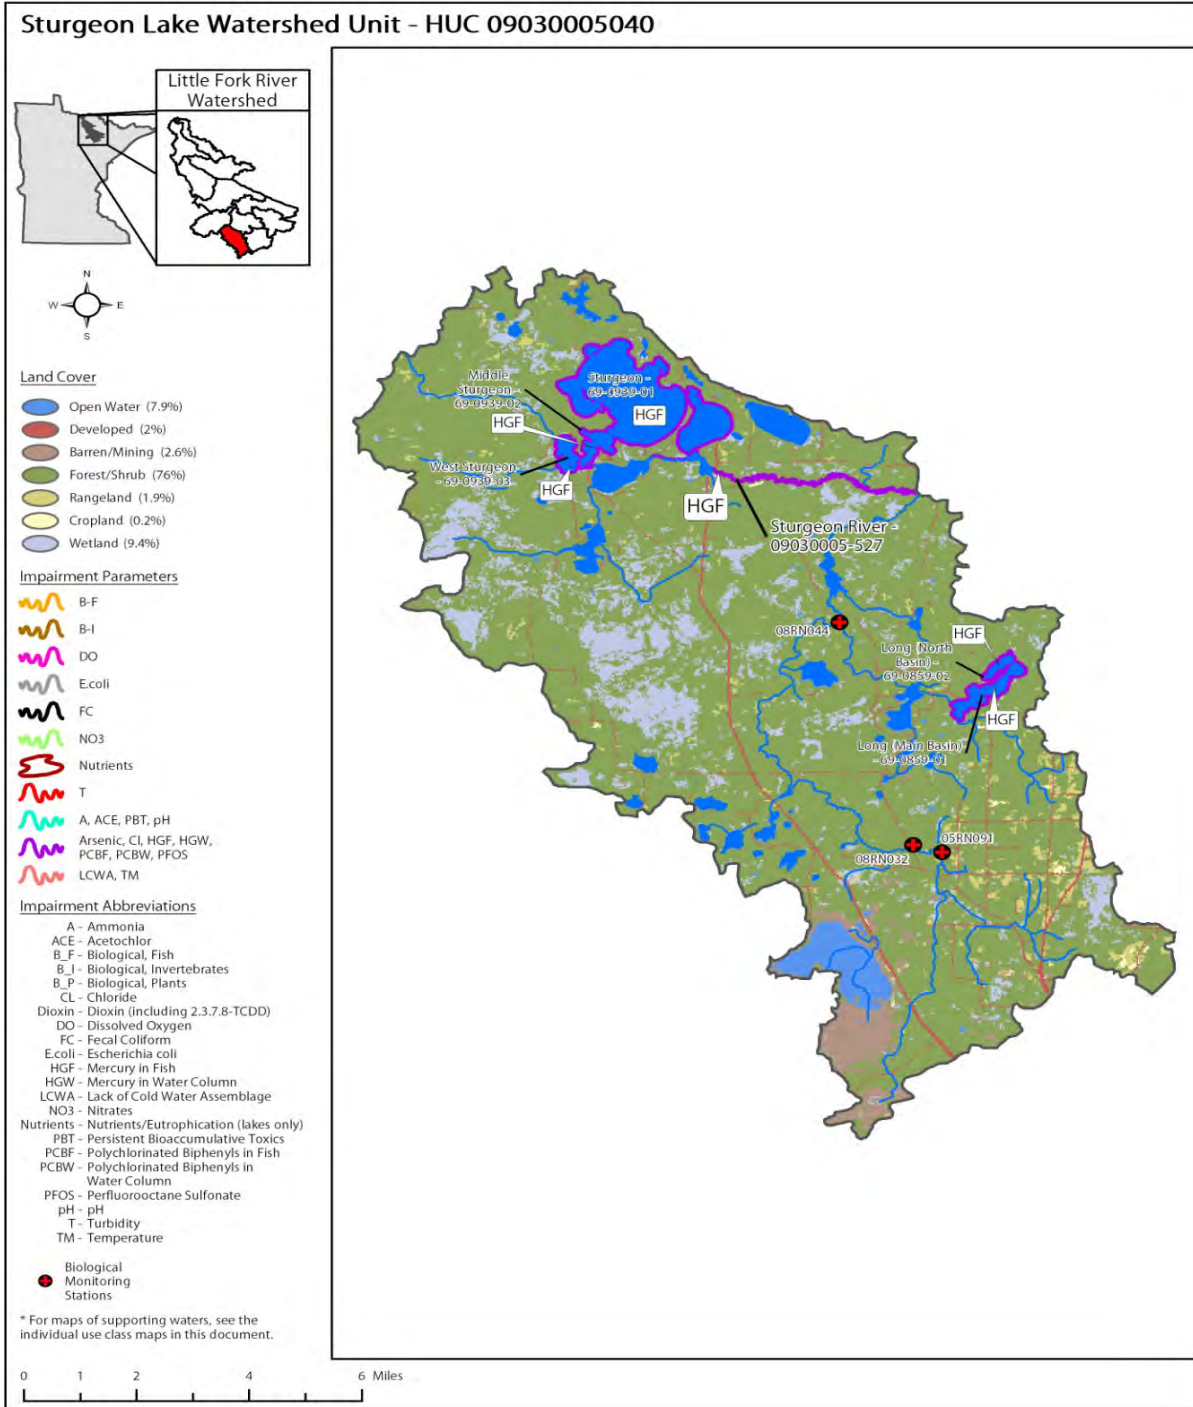 Sturgeon Lake Watershed Unit - HUC 09030005040
Little Fork River
Watershed
N
W
E
S
Land Cover
Open Water (7.9%)
Developed (2%)
Barren/Mining (2.6%)
Forest/Shrub (76%)
Rangeland (1.9%)
Cropland (0.2%)
Wetland (9.4%)
Impairment Parameters
B-F
B-I
DO
E.coli
FC
NO3
Nutrients
T
A, ACE, PBT, pH
Arsenic, Cl, HGF, HGW,
PCBF, PCBW, PFOS
LCWA, TM
Impairment Abbreviations
A - Ammonia
ACE - Acetochlor
B_F - Biological, Fish
B_I - Biological, Invertebrates
B_P - Biological, Plants
CL - Chloride
Dioxin - Dioxin (including 2.3.7.8-TCDD)
DO - Dissolved Oxygen
FC - Fecal Coliform
E.coli - Escherichia coli
HGF - Mercury in Fish
HGW - Mercury in Water Column
LCWA - Lack of Cold Water Assemblage
NO3 - Nitrates
Nutrients - Nutrients/Eutrophication (lakes only)
PBT - Persistent Bioaccumulative Toxics
PCBF - Polychlorinated Biphenyls in Fish
PCBW - Polychlorinated Biphenyls in
Water Column
PFOS - Perfluorooctane Sulfonate
pH - pH
T - Turbidity
TM - Temperature
Biological
Monitoring
Stations
* For maps of supporting waters, see the
individual use class maps in this document.
0 1 2 4 6 Miles
Middle
Sturgeon -
69-0939-02
Sturgeon -
69-0939-01
HGF
HGF
West Sturgeon
- 69-0939-03
HGF
HGF
Sturgeon River -
09030005-527
08RN044
HGF
Long (North
Basin) -
69-0859-02
HGF
Long (Main Basin)
- 69-0859-01
05RN091
08RN032